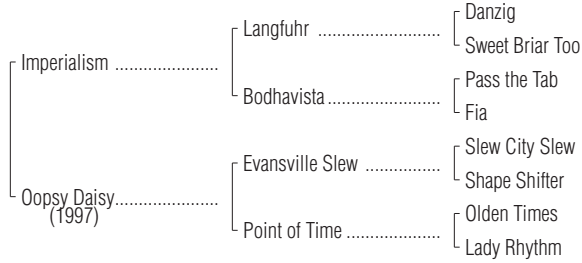 Danzig
Langfuhr ....................
Sweet Briar Too
Imperialism .....................
Pass the Tab
Bodhavista .......................
Fia
Slew City Slew
Evansville Slew ...............
Shape Shifter
Oopsy Daisy.....................
(1997)
Olden Times
Point of Time ...................
Lady Rhythm